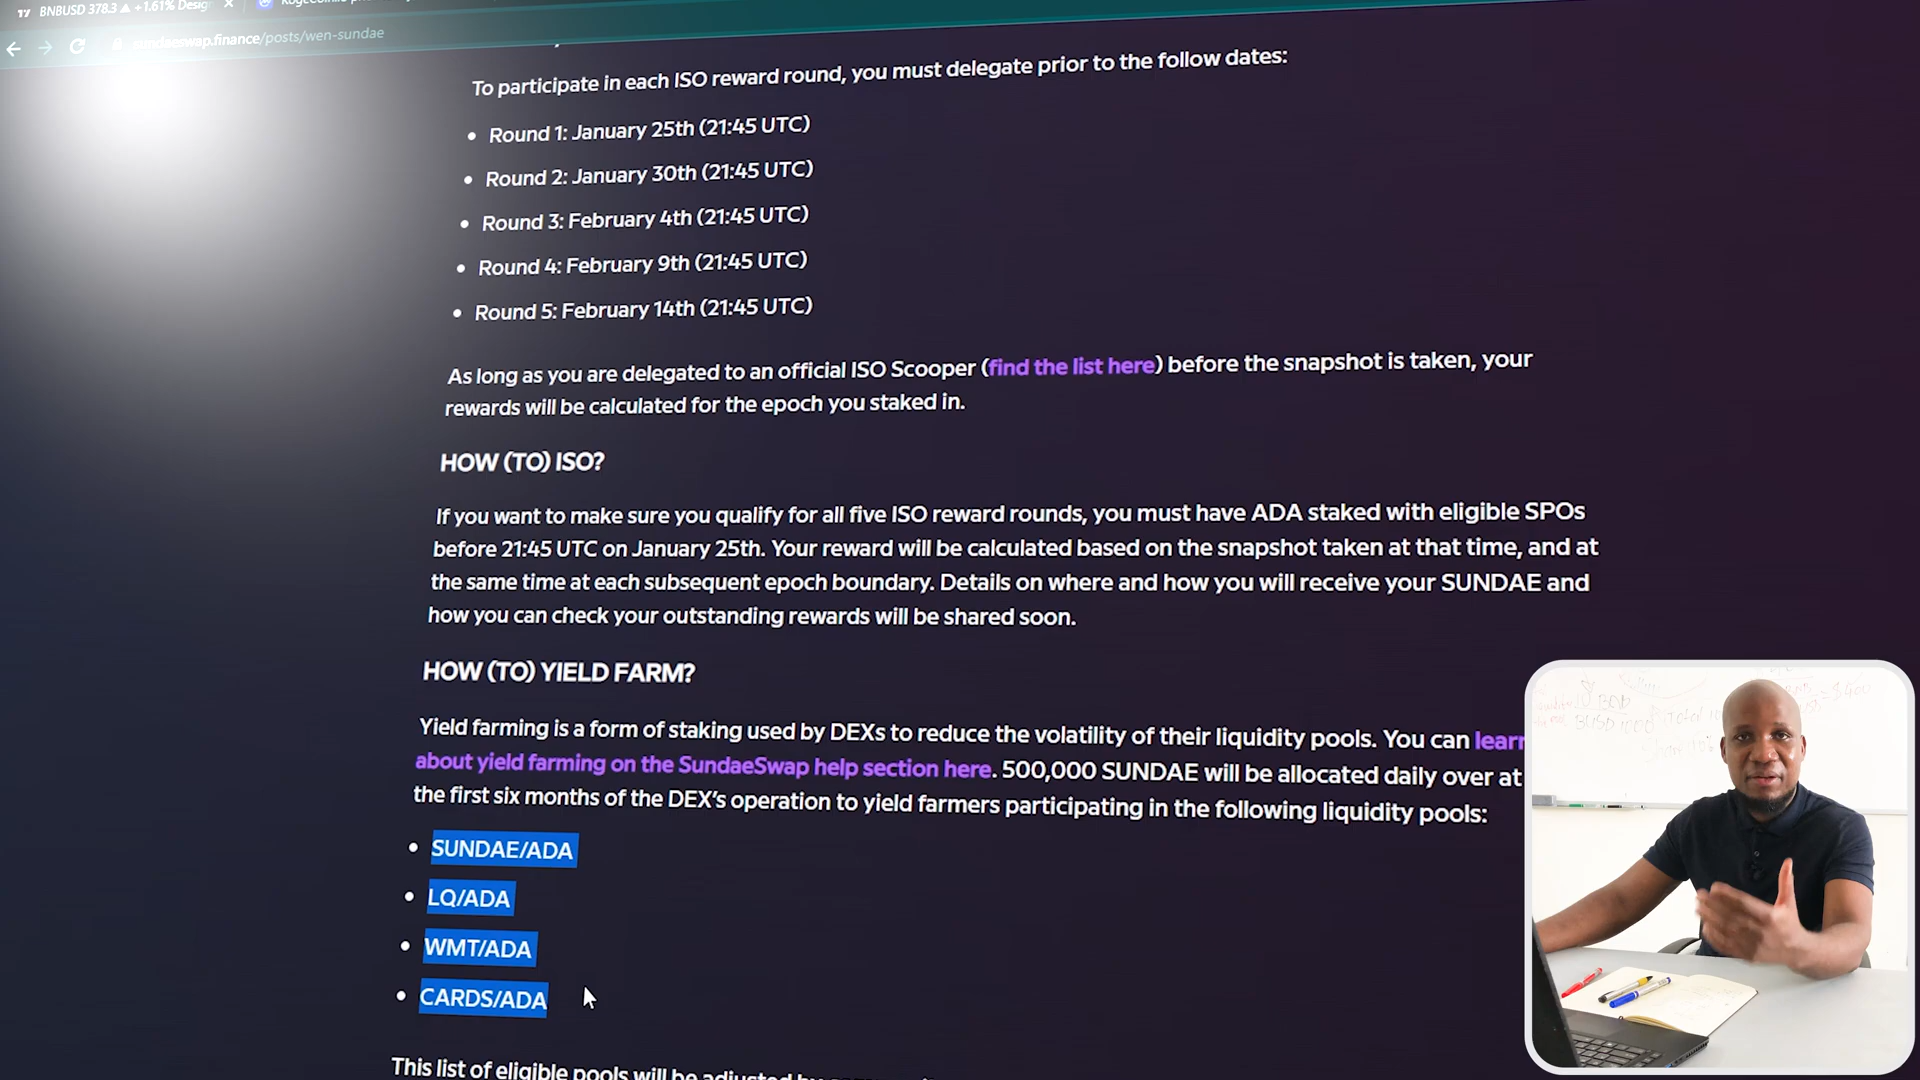 BNBUSD 378.3 ▲ +1.61% Desig
sundaeswap.finance/posts/wen-sundae
To participate in each ISO reward round, you must delegate prior to the follow dates:
Round 1: January 25th (21:45 UTC)
Round 2: January 30th (21:45 UTC)
Round 3: February 4th (21:45 UTC)
Round 4: February 9th (21:45 UTC)
Round 5: February 14th (21:45 UTC)
As long as you are delegated to an official ISO Scooper (find the list here) before the snapshot is taken, your
rewards will be calculated for the epoch you staked in.
HOW (TO) ISO?
If you want to make sure you qualify for all five ISO reward rounds, you must have ADA staked with eligible SPOs
before 21:45 UTC on January 25th. Your reward will be calculated based on the snapshot taken at that time, and at
the same time at each subsequent epoch boundary. Details on where and how you will receive your SUNDAE and
how you can check your outstanding rewards will be shared soon.
HOW (TO) YIELD FARM?
Yield farming is a form of staking used by DEXs to reduce the volatility of their liquidity pools. You can learn
about yield farming on the SundaeSwap help section here. 500,000 SUNDAE will be allocated daily over at
the first six months of the DEX's operation to yield farmers participating in the following liquidity pools:
SUNDAE/ADA
LQ/ADA
WMT/ADA
CARDS/ADA
This list of eligible pools will be adjusted